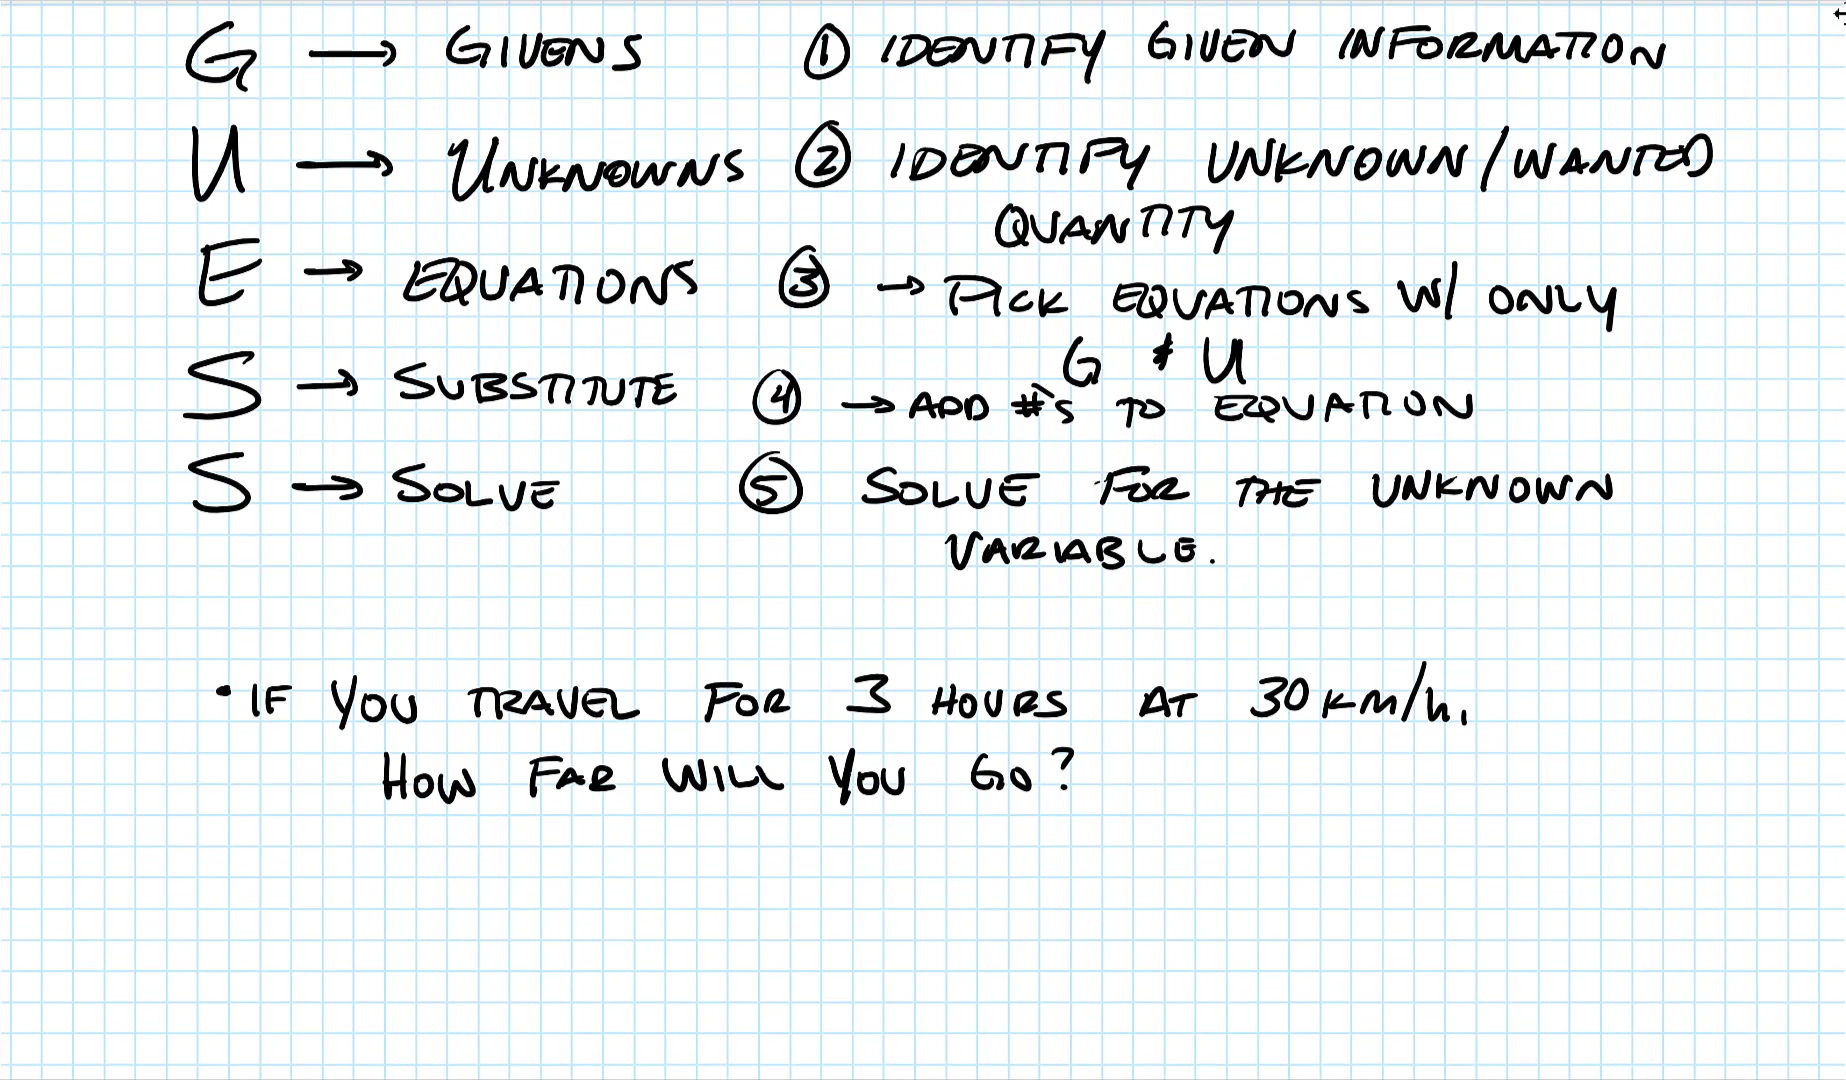 G → GIVENS ① IDENTIFY GIVEN INFORMATION
U → UNKNOWNS ② IDENTIFY UNKNOWN/WANTED
QUANTITY
E → EQUATIONS ③ → PICK EQUATIONS W/ ONLY
G & U
S → SUBSTITUTE ④ → ADD #'S TO EQUATION
S → SOLVE ⑤ SOLVE FOR THE UNKNOWN
VARIABLE.
• IF YOU TRAVEL FOR 3 HOURS AT 30 km/h,
HOW FAR WILL YOU GO?